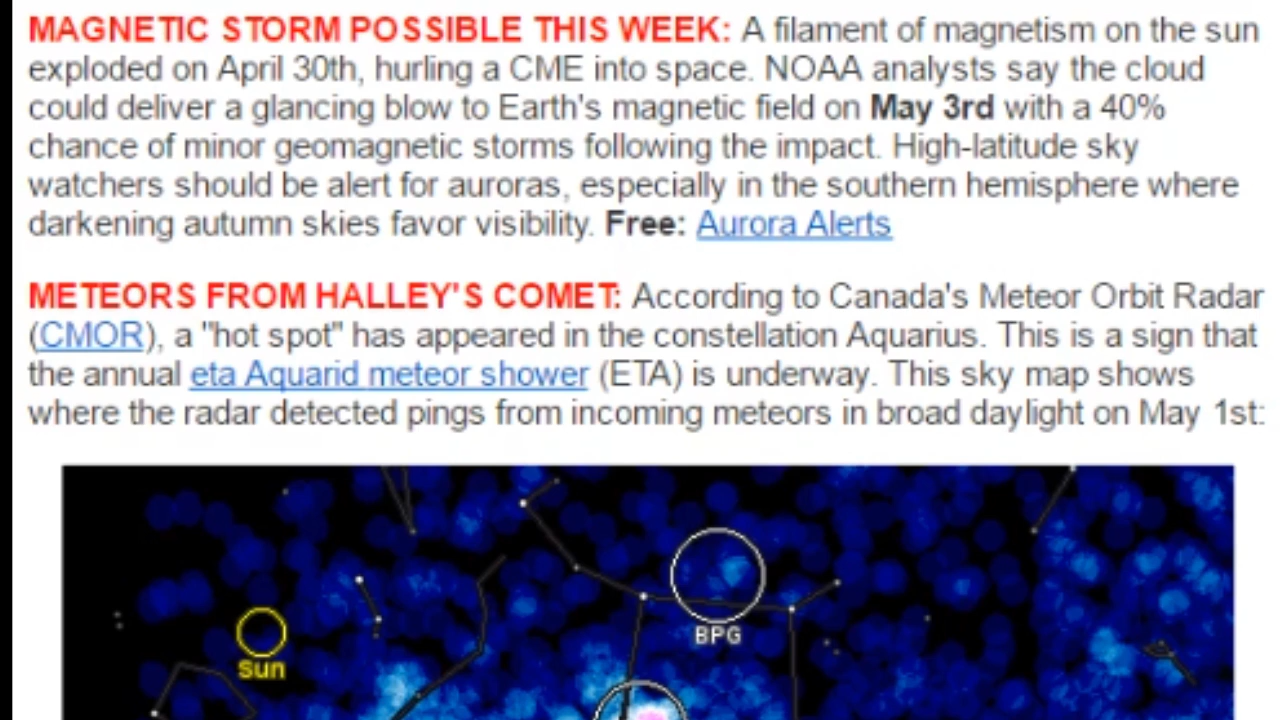 MAGNETIC STORM POSSIBLE THIS WEEK: A filament of magnetism on the sun
exploded on April 30th, hurling a CME into space. NOAA analysts say the cloud
could deliver a glancing blow to Earth's magnetic field on May 3rd with a 40%
chance of minor geomagnetic storms following the impact. High-latitude sky
watchers should be alert for auroras, especially in the southern hemisphere where
darkening autumn skies favor visibility. Free: Aurora Alerts
METEORS FROM HALLEY'S COMET: According to Canada's Meteor Orbit Radar
(CMOR), a "hot spot" has appeared in the constellation Aquarius. This is a sign that
the annual eta Aquarid meteor shower (ETA) is underway. This sky map shows
where the radar detected pings from incoming meteors in broad daylight on May 1st:
BPG
Sun